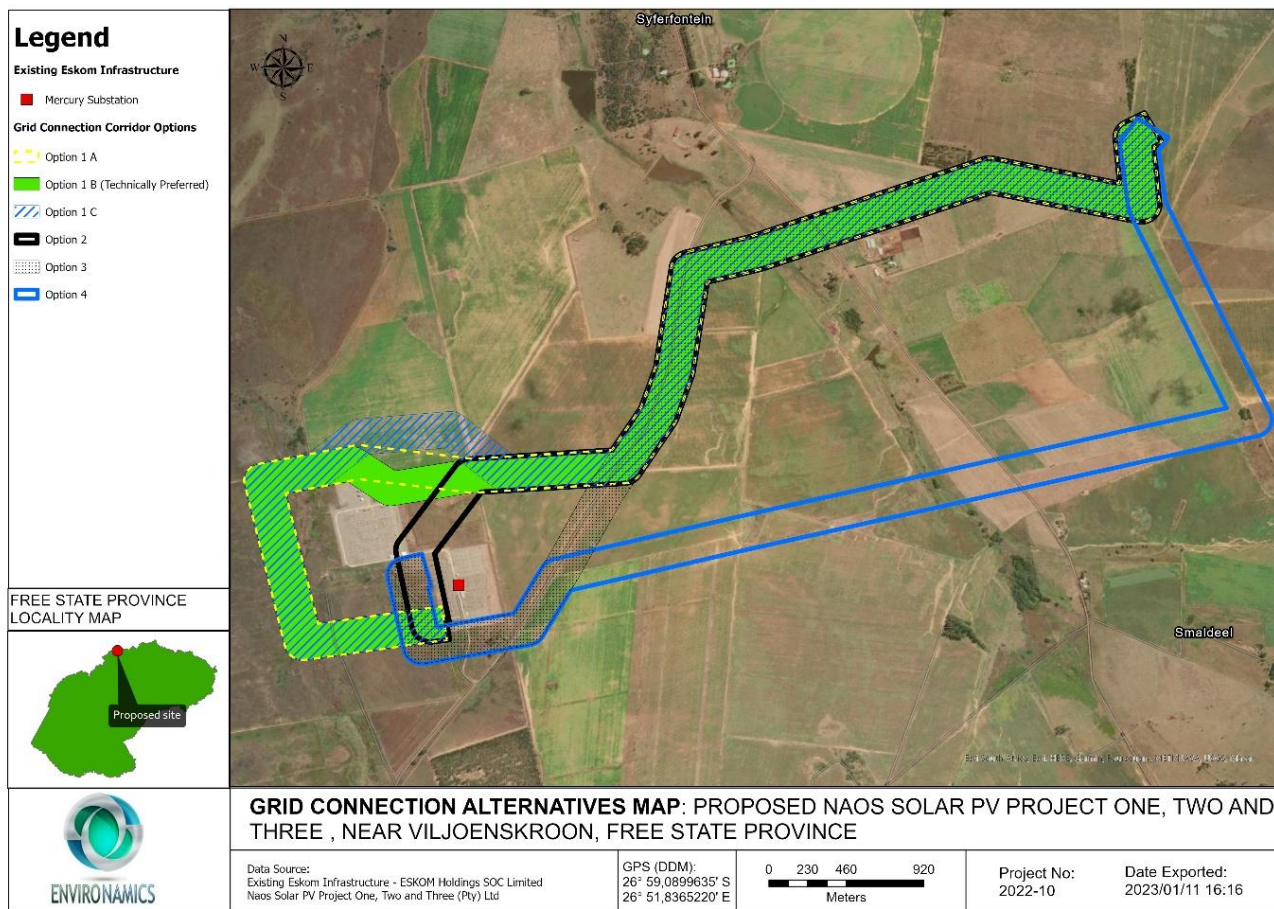 Legend
Existing Eskom Infrastructure
Mercury Substation
Grid Connection Corridor Options
Option 1 A
Option 1 B (Technically Preferred)
Option 1 C
Option 2
Option 3
Option 4
FREE STATE PROVINCE
LOCALITY MAP
Proposed site
ENVIRONAMICS
N
W E
S
Syferfontein
Smaldeel
GRID CONNECTION ALTERNATIVES MAP: PROPOSED NAOS SOLAR PV PROJECT ONE, TWO AND
THREE , NEAR VILJOENSKROON, FREE STATE PROVINCE
Data Source:
Existing Eskom Infrastructure - ESKOM Holdings SOC Limited
Naos Solar PV Project One, Two and Three (Pty) Ltd
GPS (DDM):
26° 59,0899635' S
26° 51,8365220' E
0 230 460 920
Meters
Project No:
2022-10
Date Exported:
2023/01/11 16:16